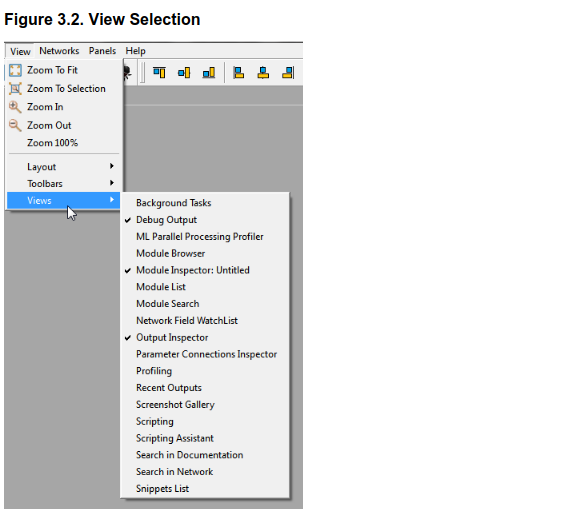 Figure 3.2. View Selection
View Networks Panels Help
Zoom To Fit
Zoom To Selection
Zoom In
Zoom Out
Zoom 100%
Layout
Toolbars
Views
Background Tasks
Debug Output
ML Parallel Processing Profiler
Module Browser
Module Inspector: Untitled
Module List
Module Search
Network Field WatchList
Output Inspector
Parameter Connections Inspector
Profiling
Recent Outputs
Screenshot Gallery
Scripting
Scripting Assistant
Search in Documentation
Search in Network
Snippets List